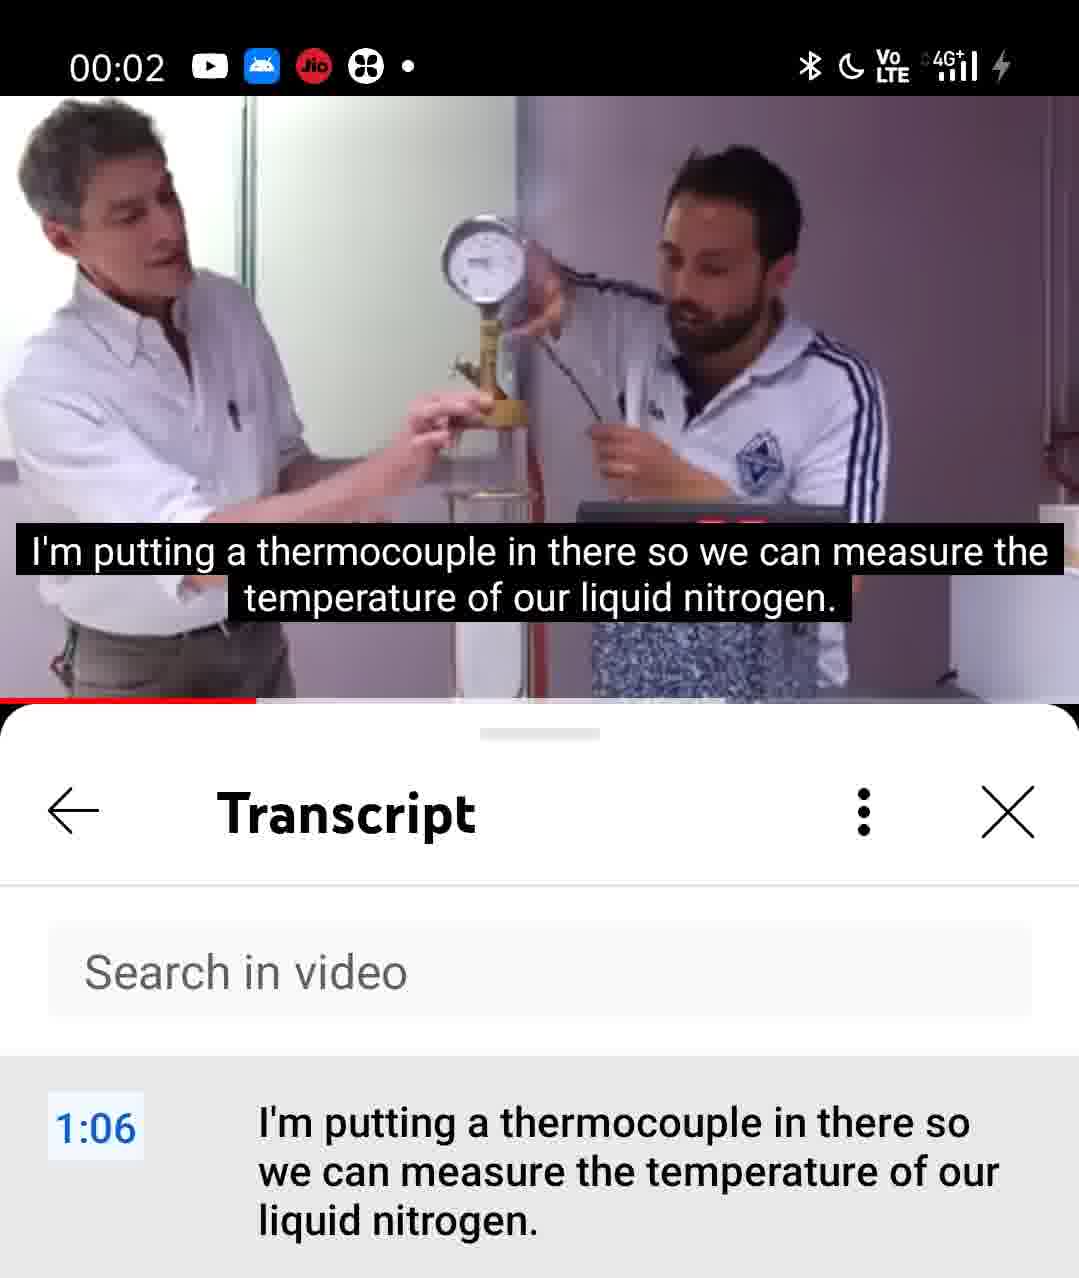 00:02
Jio
Vo
LTE
4G+
I'm putting a thermocouple in there so we can measure the
temperature of our liquid nitrogen.
Transcript
Search in video
1:06
I'm putting a thermocouple in there so
we can measure the temperature of our
liquid nitrogen.